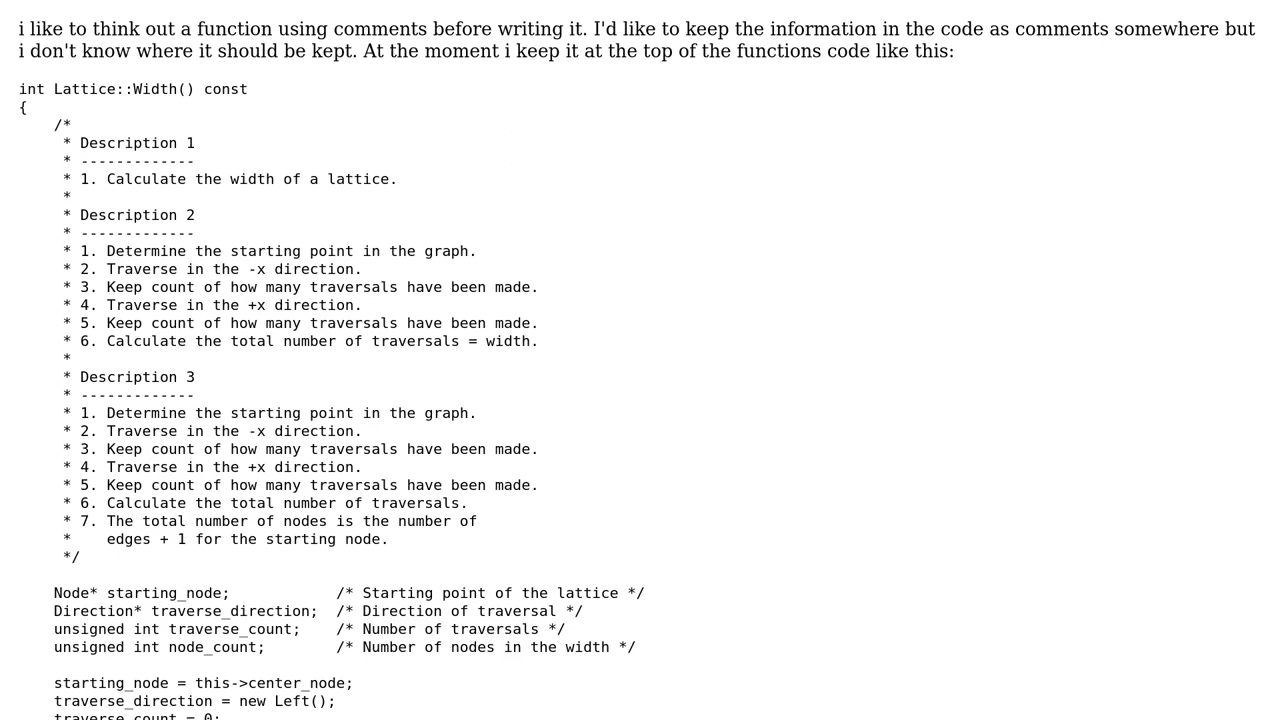 i like to think out a function using comments before writing it. I'd like to keep the information in the code as comments somewhere but
i don't know where it should be kept. At the moment i keep it at the top of the functions code like this:
int Lattice::Width() const
{
    /*
     * Description 1
     * -------------
     * 1. Calculate the width of a lattice.
     *
     * Description 2
     * -------------
     * 1. Determine the starting point in the graph.
     * 2. Traverse in the -x direction.
     * 3. Keep count of how many traversals have been made.
     * 4. Traverse in the +x direction.
     * 5. Keep count of how many traversals have been made.
     * 6. Calculate the total number of traversals = width.
     *
     * Description 3
     * -------------
     * 1. Determine the starting point in the graph.
     * 2. Traverse in the -x direction.
     * 3. Keep count of how many traversals have been made.
     * 4. Traverse in the +x direction.
     * 5. Keep count of how many traversals have been made.
     * 6. Calculate the total number of traversals.
     * 7. The total number of nodes is the number of
     *    edges + 1 for the starting node.
     */
    Node* starting_node;            /* Starting point of the lattice */
    Direction* traverse_direction;  /* Direction of traversal */
    unsigned int traverse_count;    /* Number of traversals */
    unsigned int node_count;        /* Number of nodes in the width */
    starting_node = this->center_node;
    traverse_direction = new Left();
    traverse_count = 0;